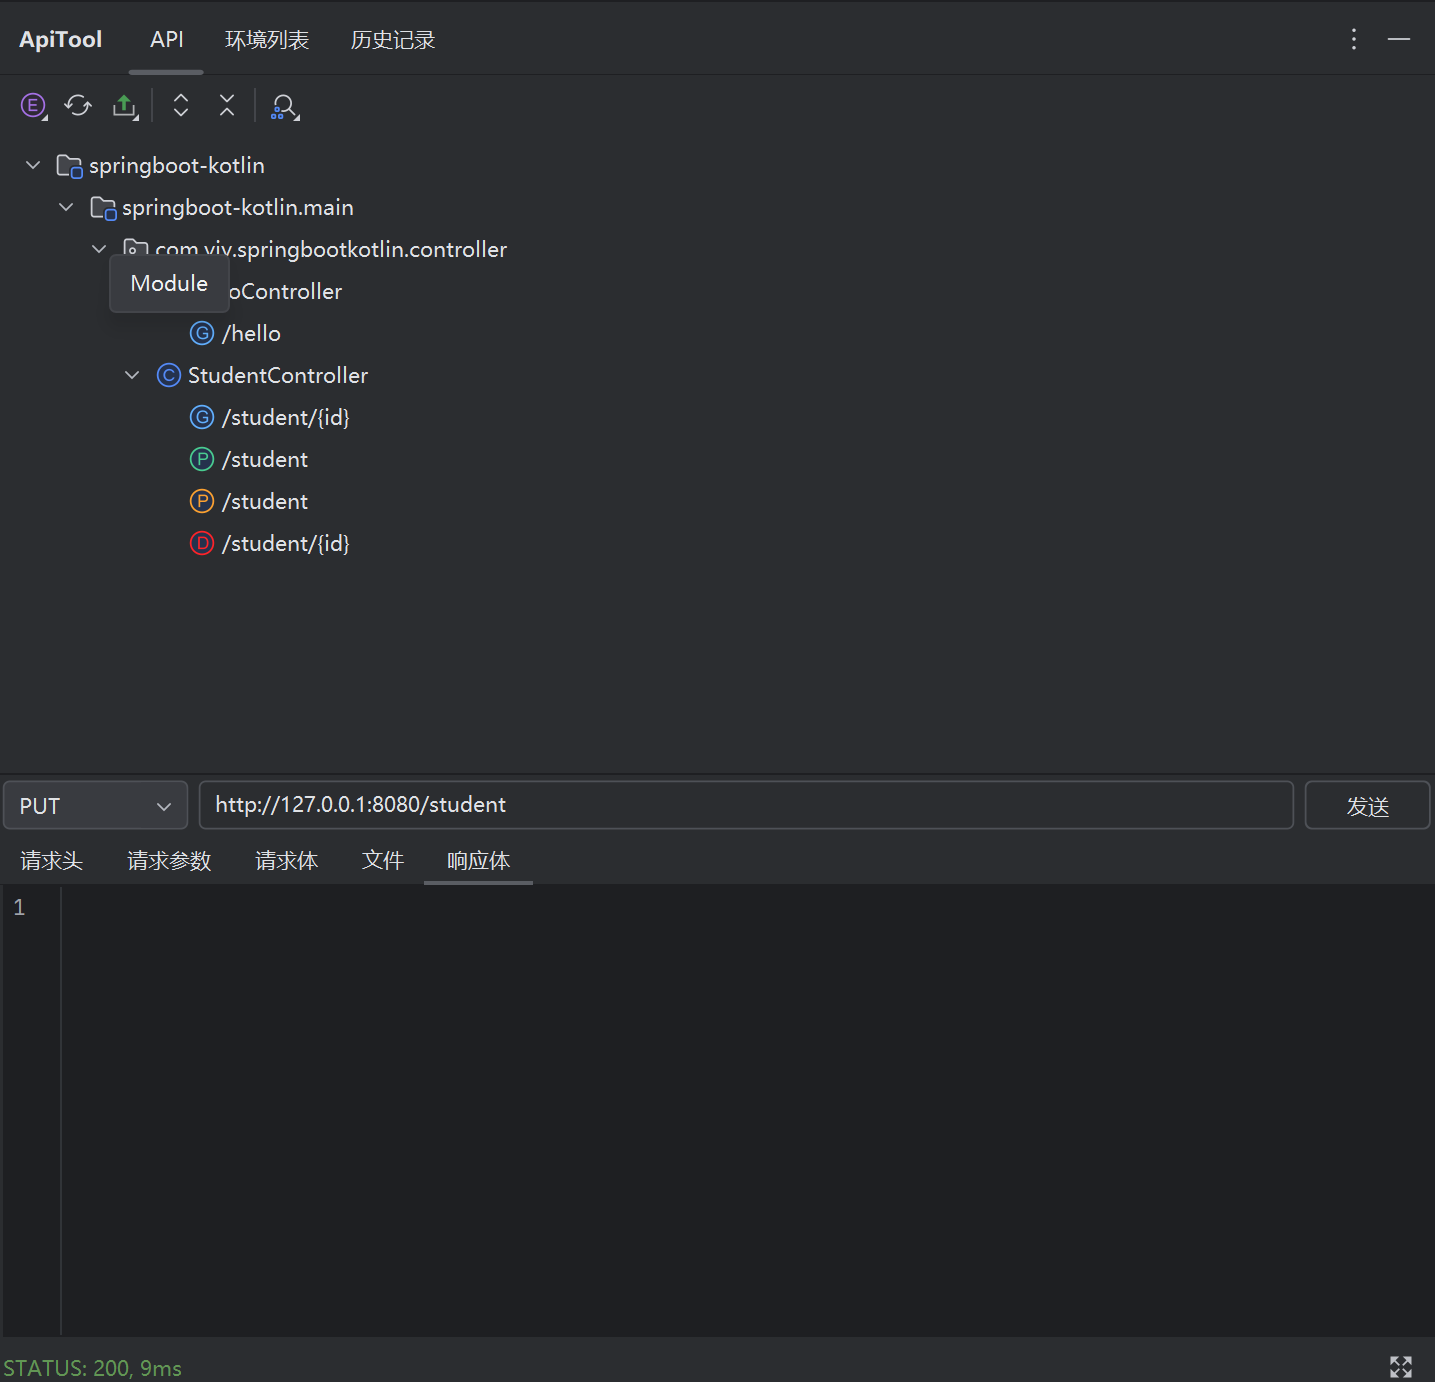 ApiTool API 环境列表 历史记录
E
springboot-kotlin
springboot-kotlin.main
com.yiy.springbootkotlin.controller
Module
oController
G /hello
C StudentController
G /student/{id}
P /student
P /student
D /student/{id}
PUT http://127.0.0.1:8080/student 发送
请求头 请求参数 请求体 文件 响应体
1
STATUS: 200, 9ms